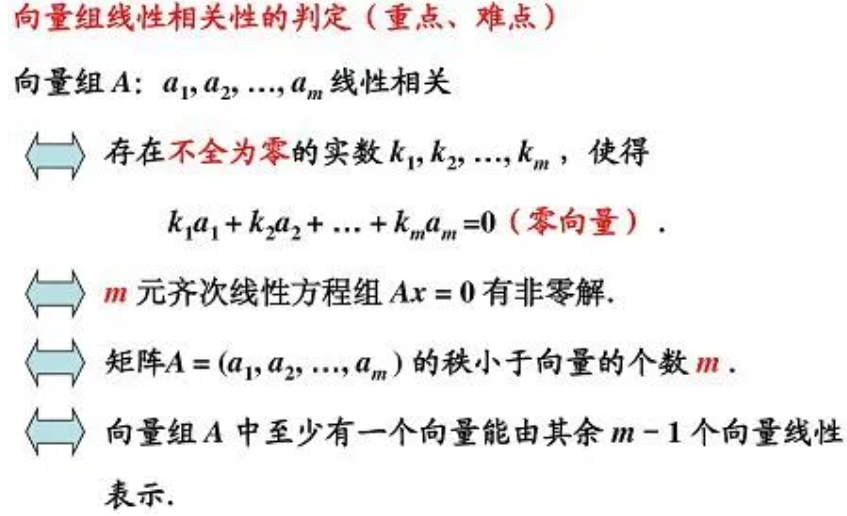 向量组线性相关性的判定（重点、难点）
向量组 A: a₁, a₂, …, aₘ 线性相关
存在不全为零的实数 k₁, k₂, …, kₘ ，使得
k₁a₁ + k₂a₂ + … + kₘaₘ =0（零向量）.
m 元齐次线性方程组 Ax = 0 有非零解.
矩阵A = (a₁, a₂, …, aₘ ) 的秩小于向量的个数 m .
向量组 A 中至少有一个向量能由其余 m − 1 个向量线性
表示.